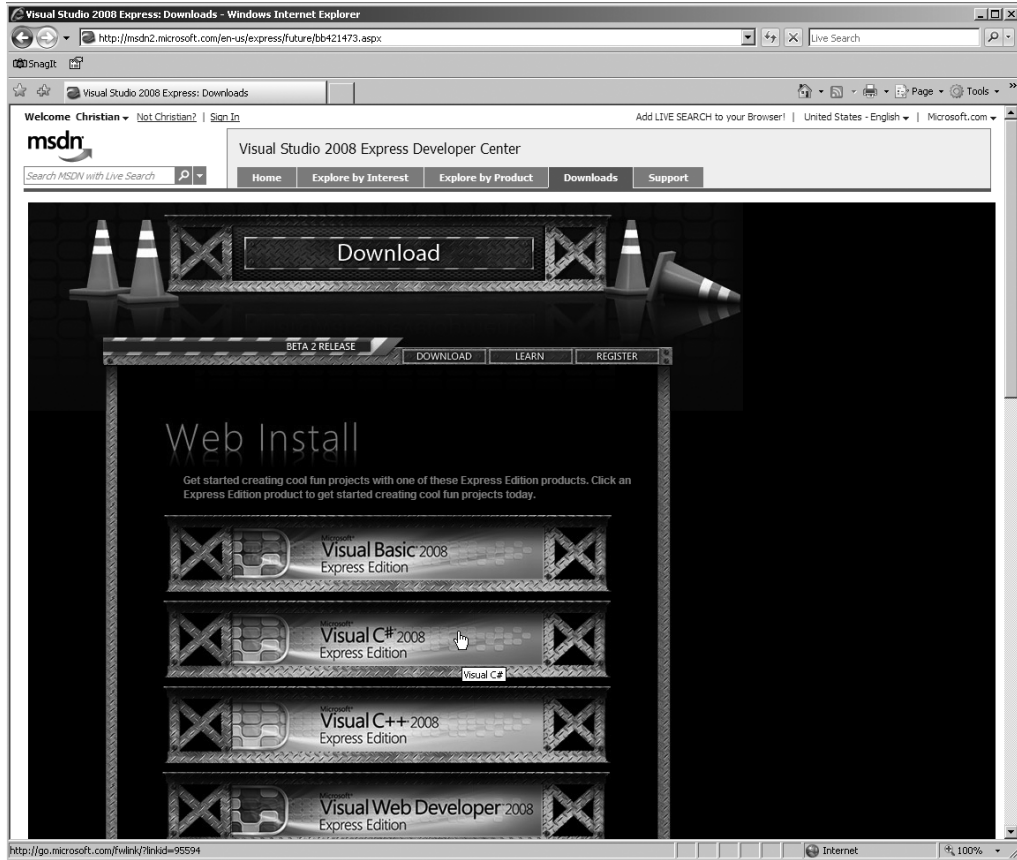 Visual Studio 2008 Express: Downloads - Windows Internet Explorer
http://msdn2.microsoft.com/en-us/express/future/bb421473.aspx
Live Search
SnagIt
Visual Studio 2008 Express: Downloads
Page
Tools
Welcome Christian
Not Christian?
|
Sign In
Add LIVE SEARCH to your Browser!
|
United States - English
|
Microsoft.com
msdn
Visual Studio 2008 Express Developer Center
Search MSDN with Live Search
Home
Explore by Interest
Explore by Product
Downloads
Support
Download
BETA 2 RELEASE
DOWNLOAD
LEARN
REGISTER
Web Install
Get started creating cool fun projects with one of these Express Edition products. Click an
Express Edition product to get started creating cool fun projects today.
Microsoft®
Visual Basic 2008
Express Edition
Microsoft®
Visual C# 2008
Express Edition
Visual C#
Microsoft®
Visual C++ 2008
Express Edition
Microsoft®
Visual Web Developer 2008
Express Edition
http://go.microsoft.com/fwlink/?linkid=95594
Internet
100%